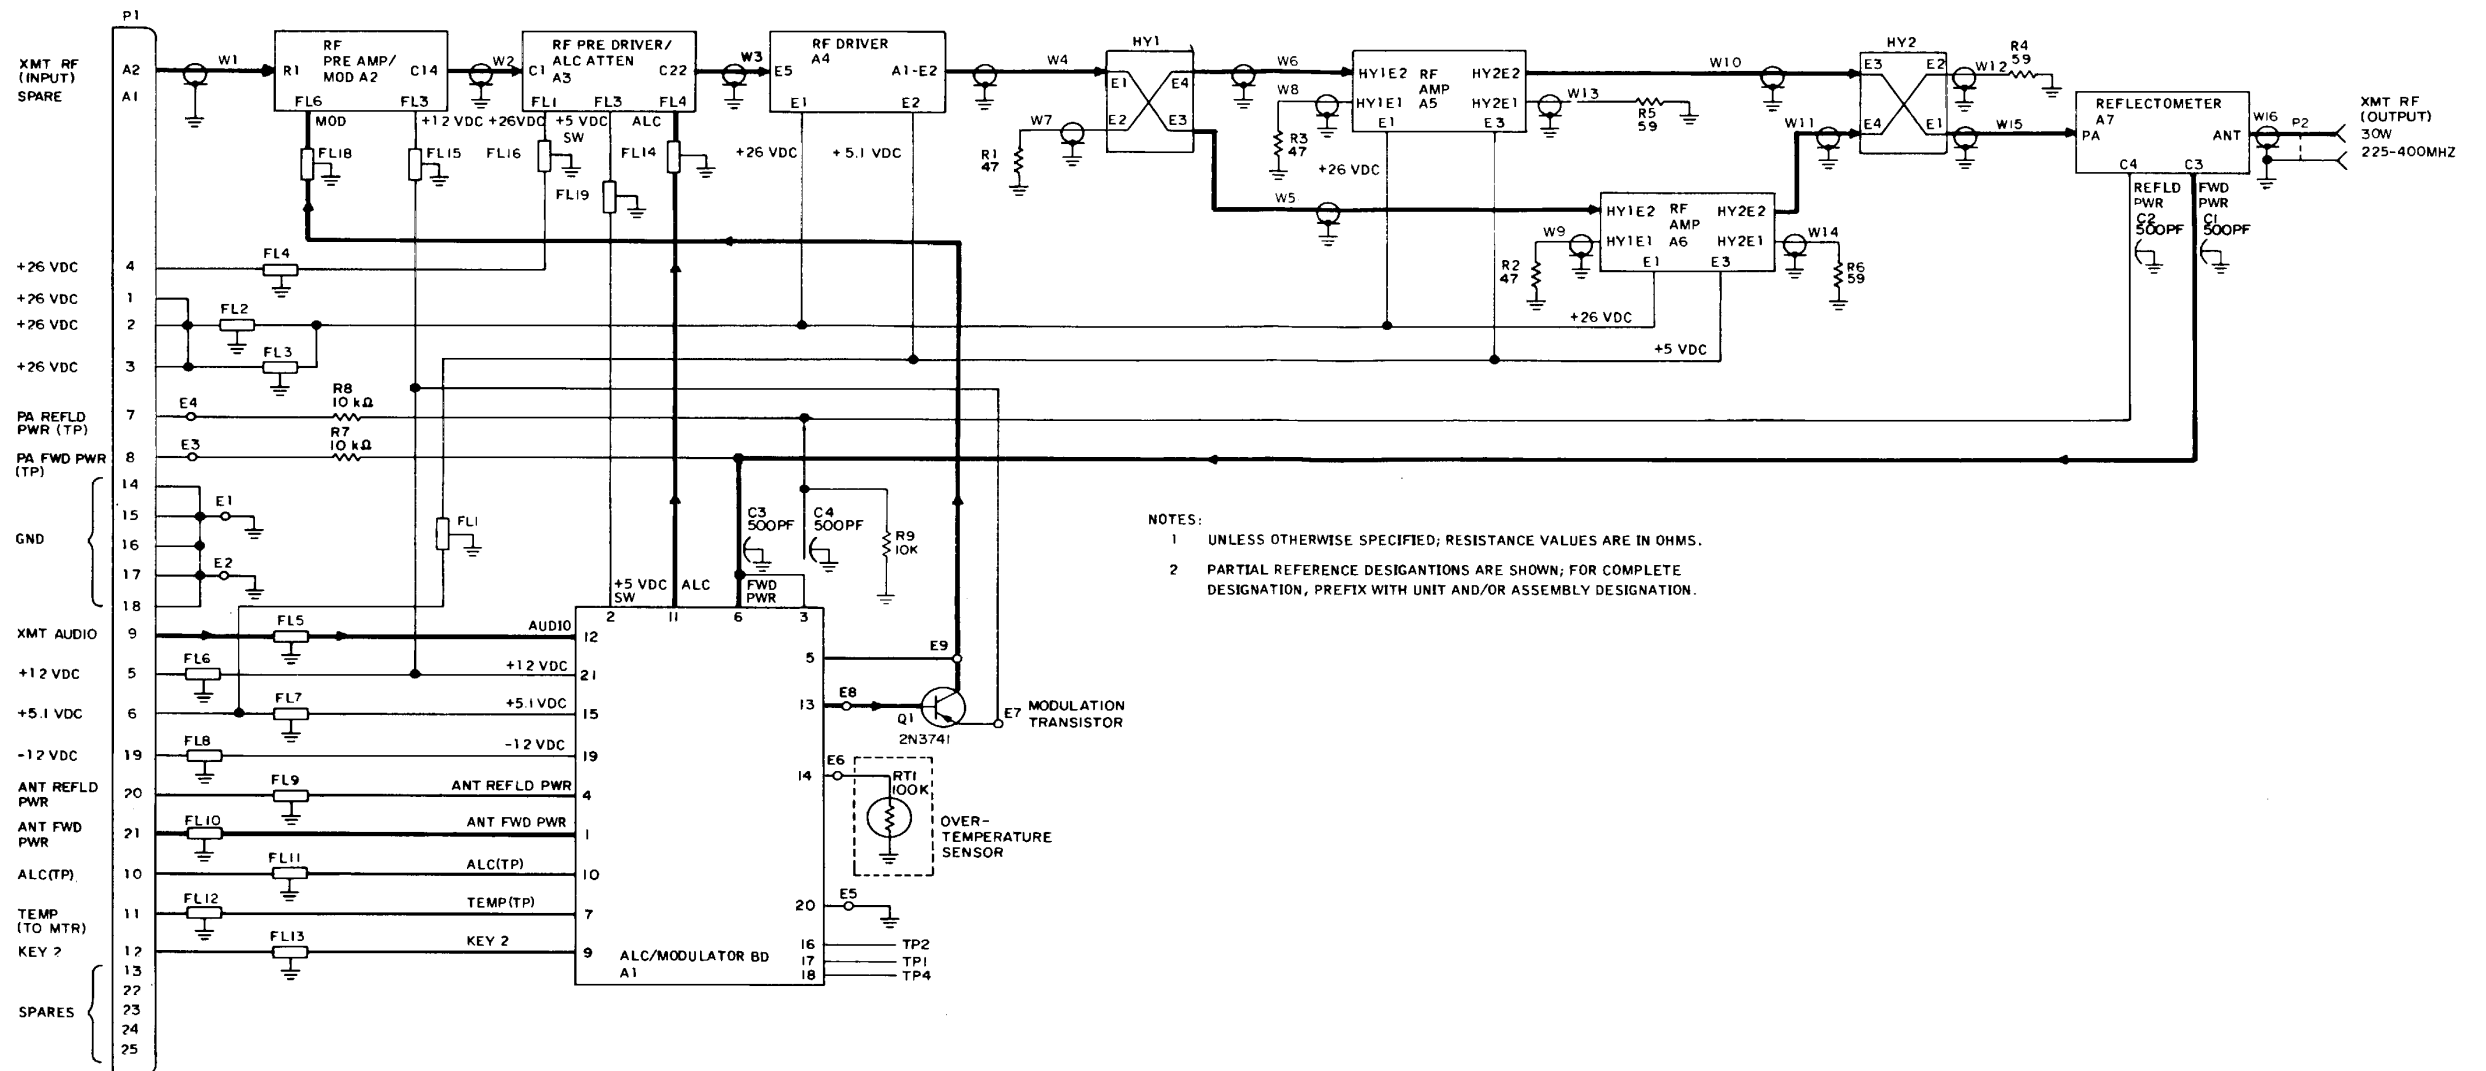 P1
XMT RF
(INPUT)
SPARE
A2
A1
W1
R1
RF
PRE AMP/
MOD A2
C14
FL6
FL3
W2
C1
RF PRE DRIVER/
ALC ATTEN
A3
C22
FL1
FL3
FL4
W3
E5
RF DRIVER
A4
A1-E2
E1
E2
W4
HY1
E1
E4
E2
E3
W6
HY1E2
RF
AMP
A5
HY2E2
HY1E1
HY2E1
E1
E3
W10
HY2
E3
E2
E4
E1
W12
R4
59
REFLECTOMETER
A7
PA
ANT
C4
C3
W16
P2
XMT RF
(OUTPUT)
30W
225-400MHZ
MOD
+12 VDC
+26VDC
+5 VDC
SW
ALC
FL18
FL15
FL16
FL19
FL14
+26 VDC
+5.1 VDC
W7
R1
47
W8
R3
47
W13
R5
59
W11
W15
+26 VDC
W5
HY1E2
RF
AMP
A6
HY2E2
HY1E1
HY2E1
E1
E3
W9
R2
47
W14
R6
59
REFLD
PWR
C2
500PF
FWD
PWR
C1
500PF
+26 VDC
4
FL4
+26 VDC
1
+26 VDC
2
FL2
+26 VDC
+26 VDC
3
FL3
+5 VDC
PA REFLD
PWR (TP)
7
E4
R8
10 kΩ
PA FWD PWR
(TP)
8
E3
R7
10 kΩ
GND
14
15
16
17
18
E1
E2
FL1
C3
500PF
C4
500PF
R9
10K
NOTES:
1 UNLESS OTHERWISE SPECIFIED; RESISTANCE VALUES ARE IN OHMS.
2 PARTIAL REFERENCE DESIGANTIONS ARE SHOWN; FOR COMPLETE
DESIGNATION, PREFIX WITH UNIT AND/OR ASSEMBLY DESIGNATION.
+5 VDC
SW
ALC
FWD
PWR
2
11
6
3
XMT AUDIO
9
FL5
AUDIO
12
+12 VDC
5
FL6
+12 VDC
21
+5.1 VDC
6
FL7
+5.1 VDC
15
-12 VDC
19
FL8
-12 VDC
19
ANT REFLD
PWR
20
FL9
ANT REFLD PWR
4
ANT FWD
PWR
21
FL10
ANT FWD PWR
1
ALC(TP)
10
FL11
ALC(TP)
10
TEMP
(TO MTR)
11
FL12
TEMP(TP)
7
KEY 2
12
FL13
KEY 2
9
SPARES
13
22
23
24
25
ALC/MODULATOR BD
A1
5
E9
13
E8
Q1
2N3741
E7
MODULATION
TRANSISTOR
14
E6
RT1
100K
OVER-
TEMPERATURE
SENSOR
20
E5
16
TP2
17
TP1
18
TP4